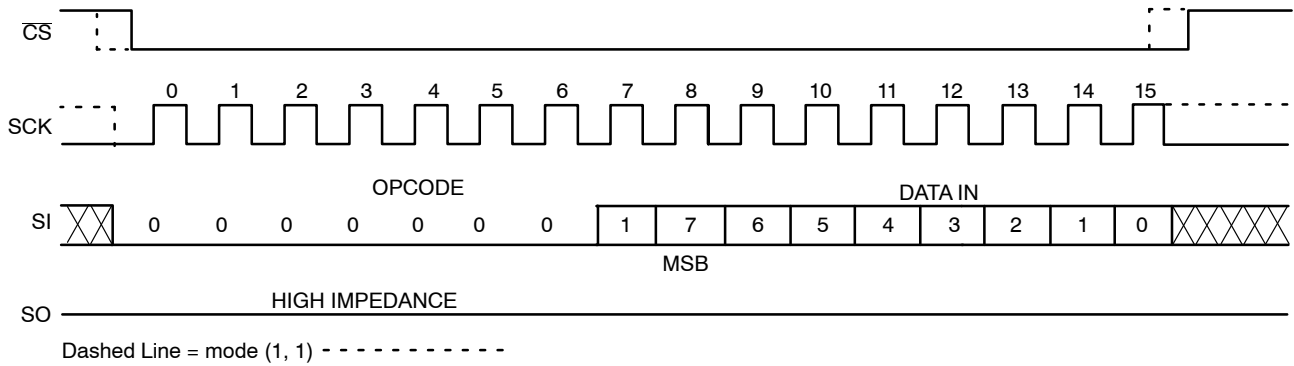 CS
0 1 2 3 4 5 6 7 8 9 10 11 12 13 14 15
SCK
OPCODE DATA IN
SI 0 0 0 0 0 0 0 1 7 6 5 4 3 2 1 0
MSB
HIGH IMPEDANCE
SO
Dashed Line = mode (1, 1)